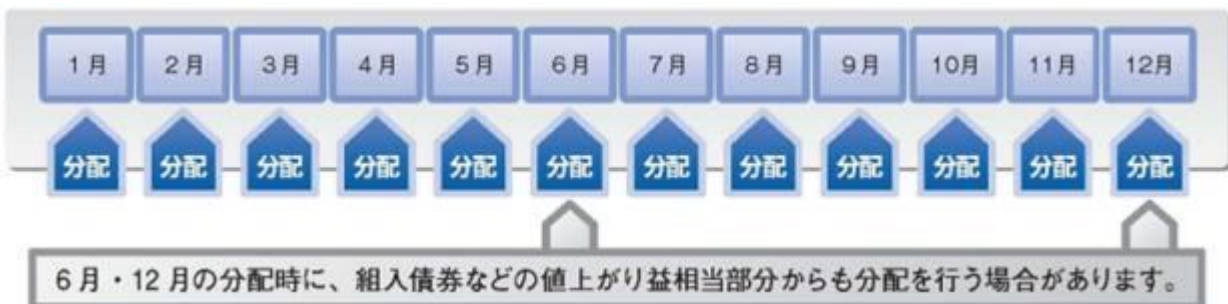 1月 2月 3月 4月 5月 6月 7月 8月 9月 10月 11月 12月
分配 分配 分配 分配 分配 分配 分配 分配 分配 分配 分配 分配
6月・12月の分配時に、組入債券などの値上がり益相当部分からも分配を行う場合があります。